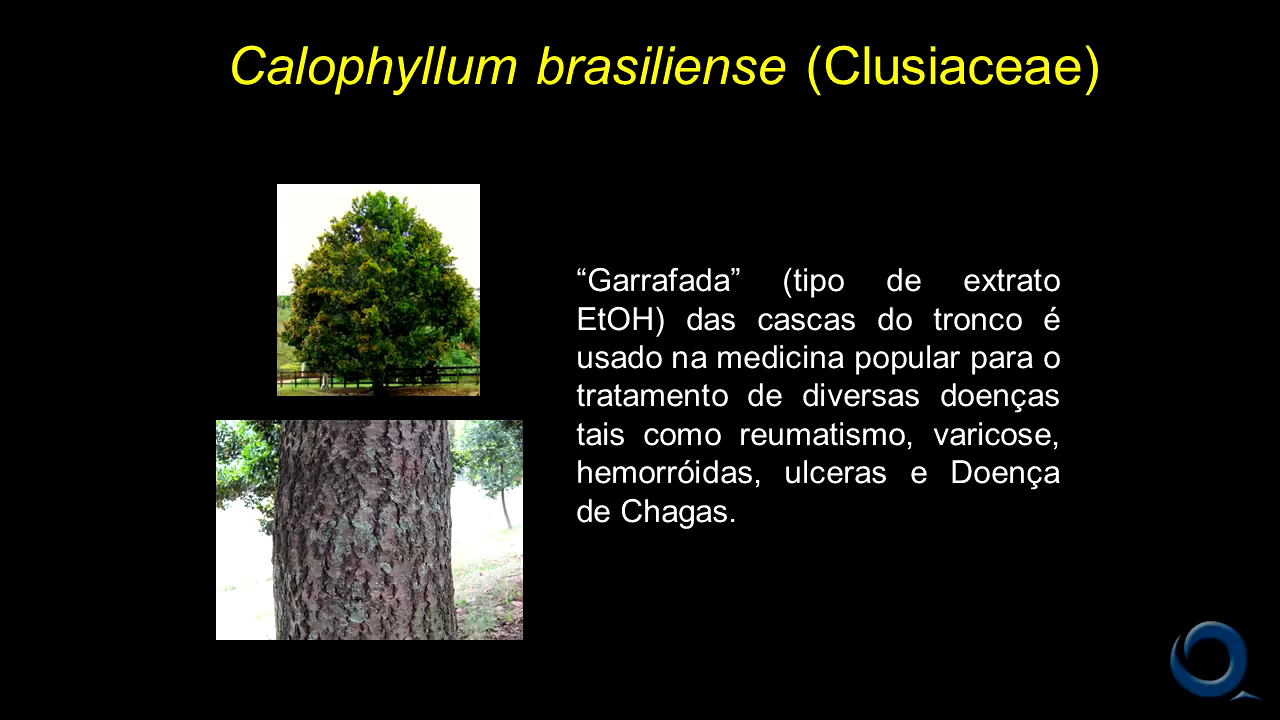 Calophyllum brasiliense (Clusiaceae)
“Garrafada” (tipo de extrato
EtOH) das cascas do tronco é
usado na medicina popular para o
tratamento de diversas doenças
tais como reumatismo, varicose,
hemorróidas, ulceras e Doença
de Chagas.